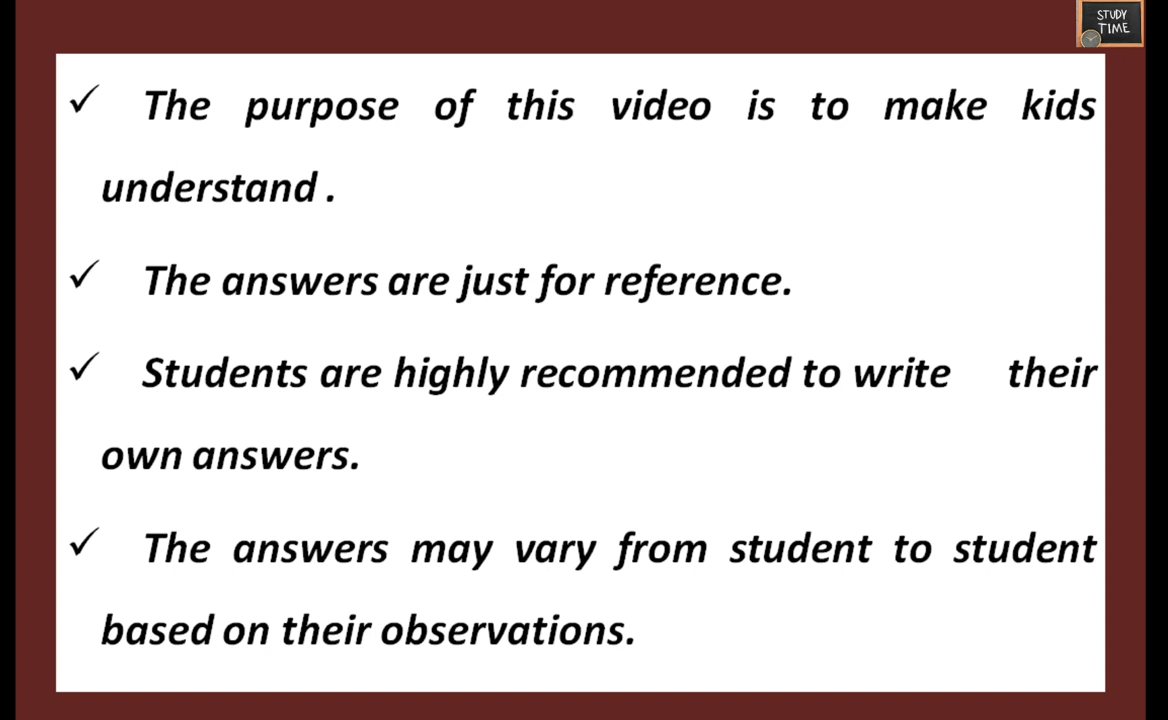 STUDY
TIME
✓ The purpose of this video is to make kids
understand .
✓ The answers are just for reference.
✓ Students are highly recommended to write their
own answers.
✓ The answers may vary from student to student
based on their observations.